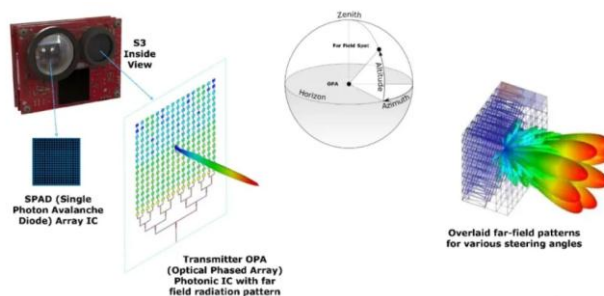 S3
Inside
View
SPAD (Single
Photon Avalanche
Diode) Array IC
Transmitter OPA
(Optical Phased Array)
Photonic IC with far
field radiation pattern
Zenith
Far Field Spot
OPA
Altitude
Horizon
Azimuth
Overlaid far-field patterns
for various steering angles